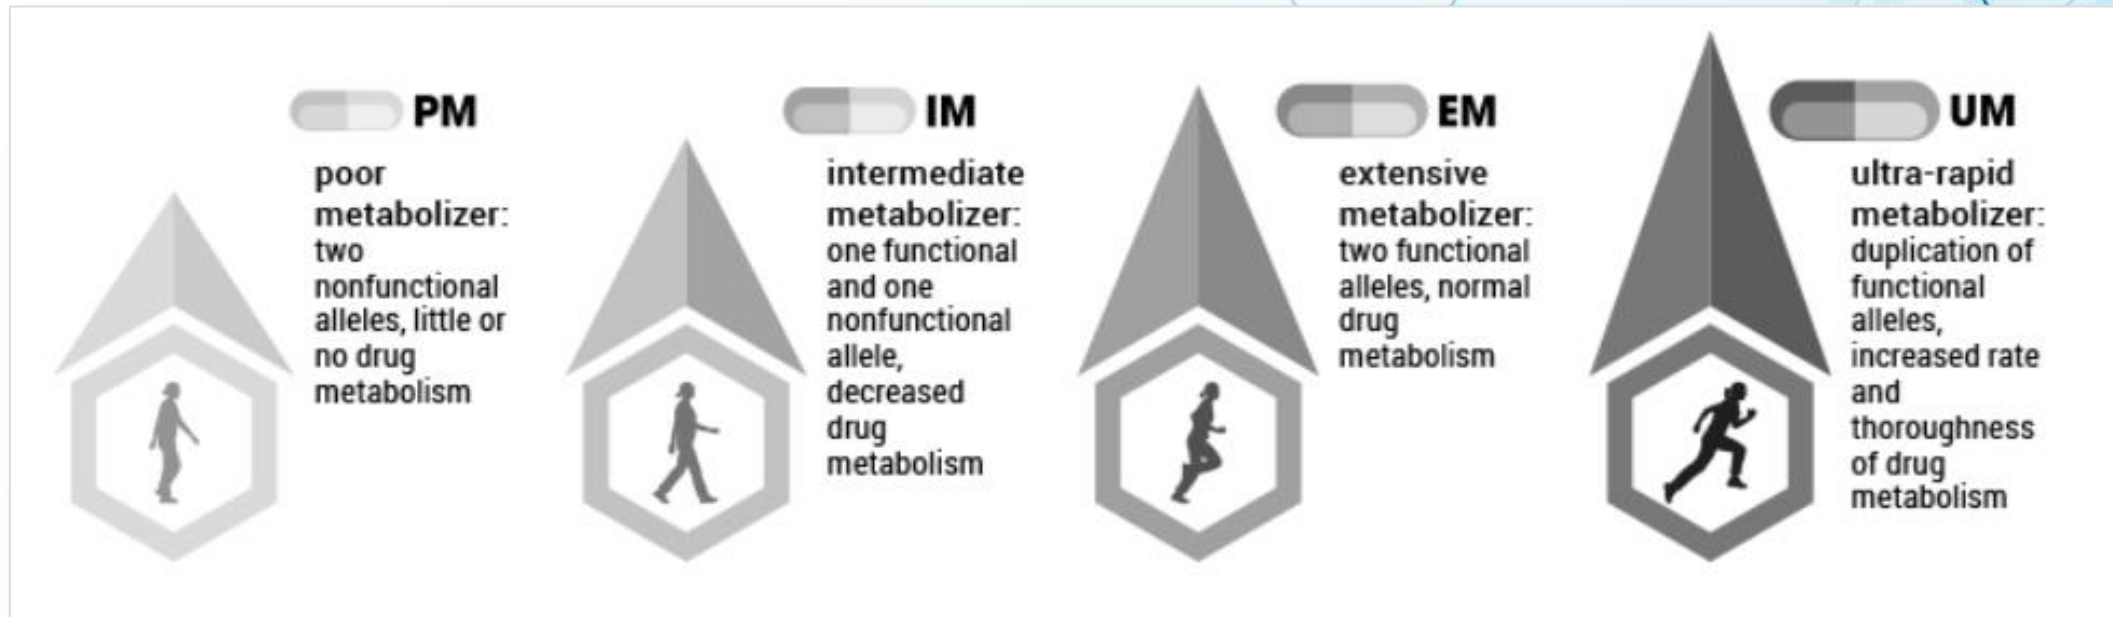 PM
poor
metabolizer:
two
nonfunctional
alleles, little or
no drug
metabolism
IM
intermediate
metabolizer:
one functional
and one
nonfunctional
allele,
decreased
drug
metabolism
EM
extensive
metabolizer:
two functional
alleles, normal
drug
metabolism
UM
ultra-rapid
metabolizer:
duplication of
functional
alleles,
increased rate
and
thoroughness
of drug
metabolism